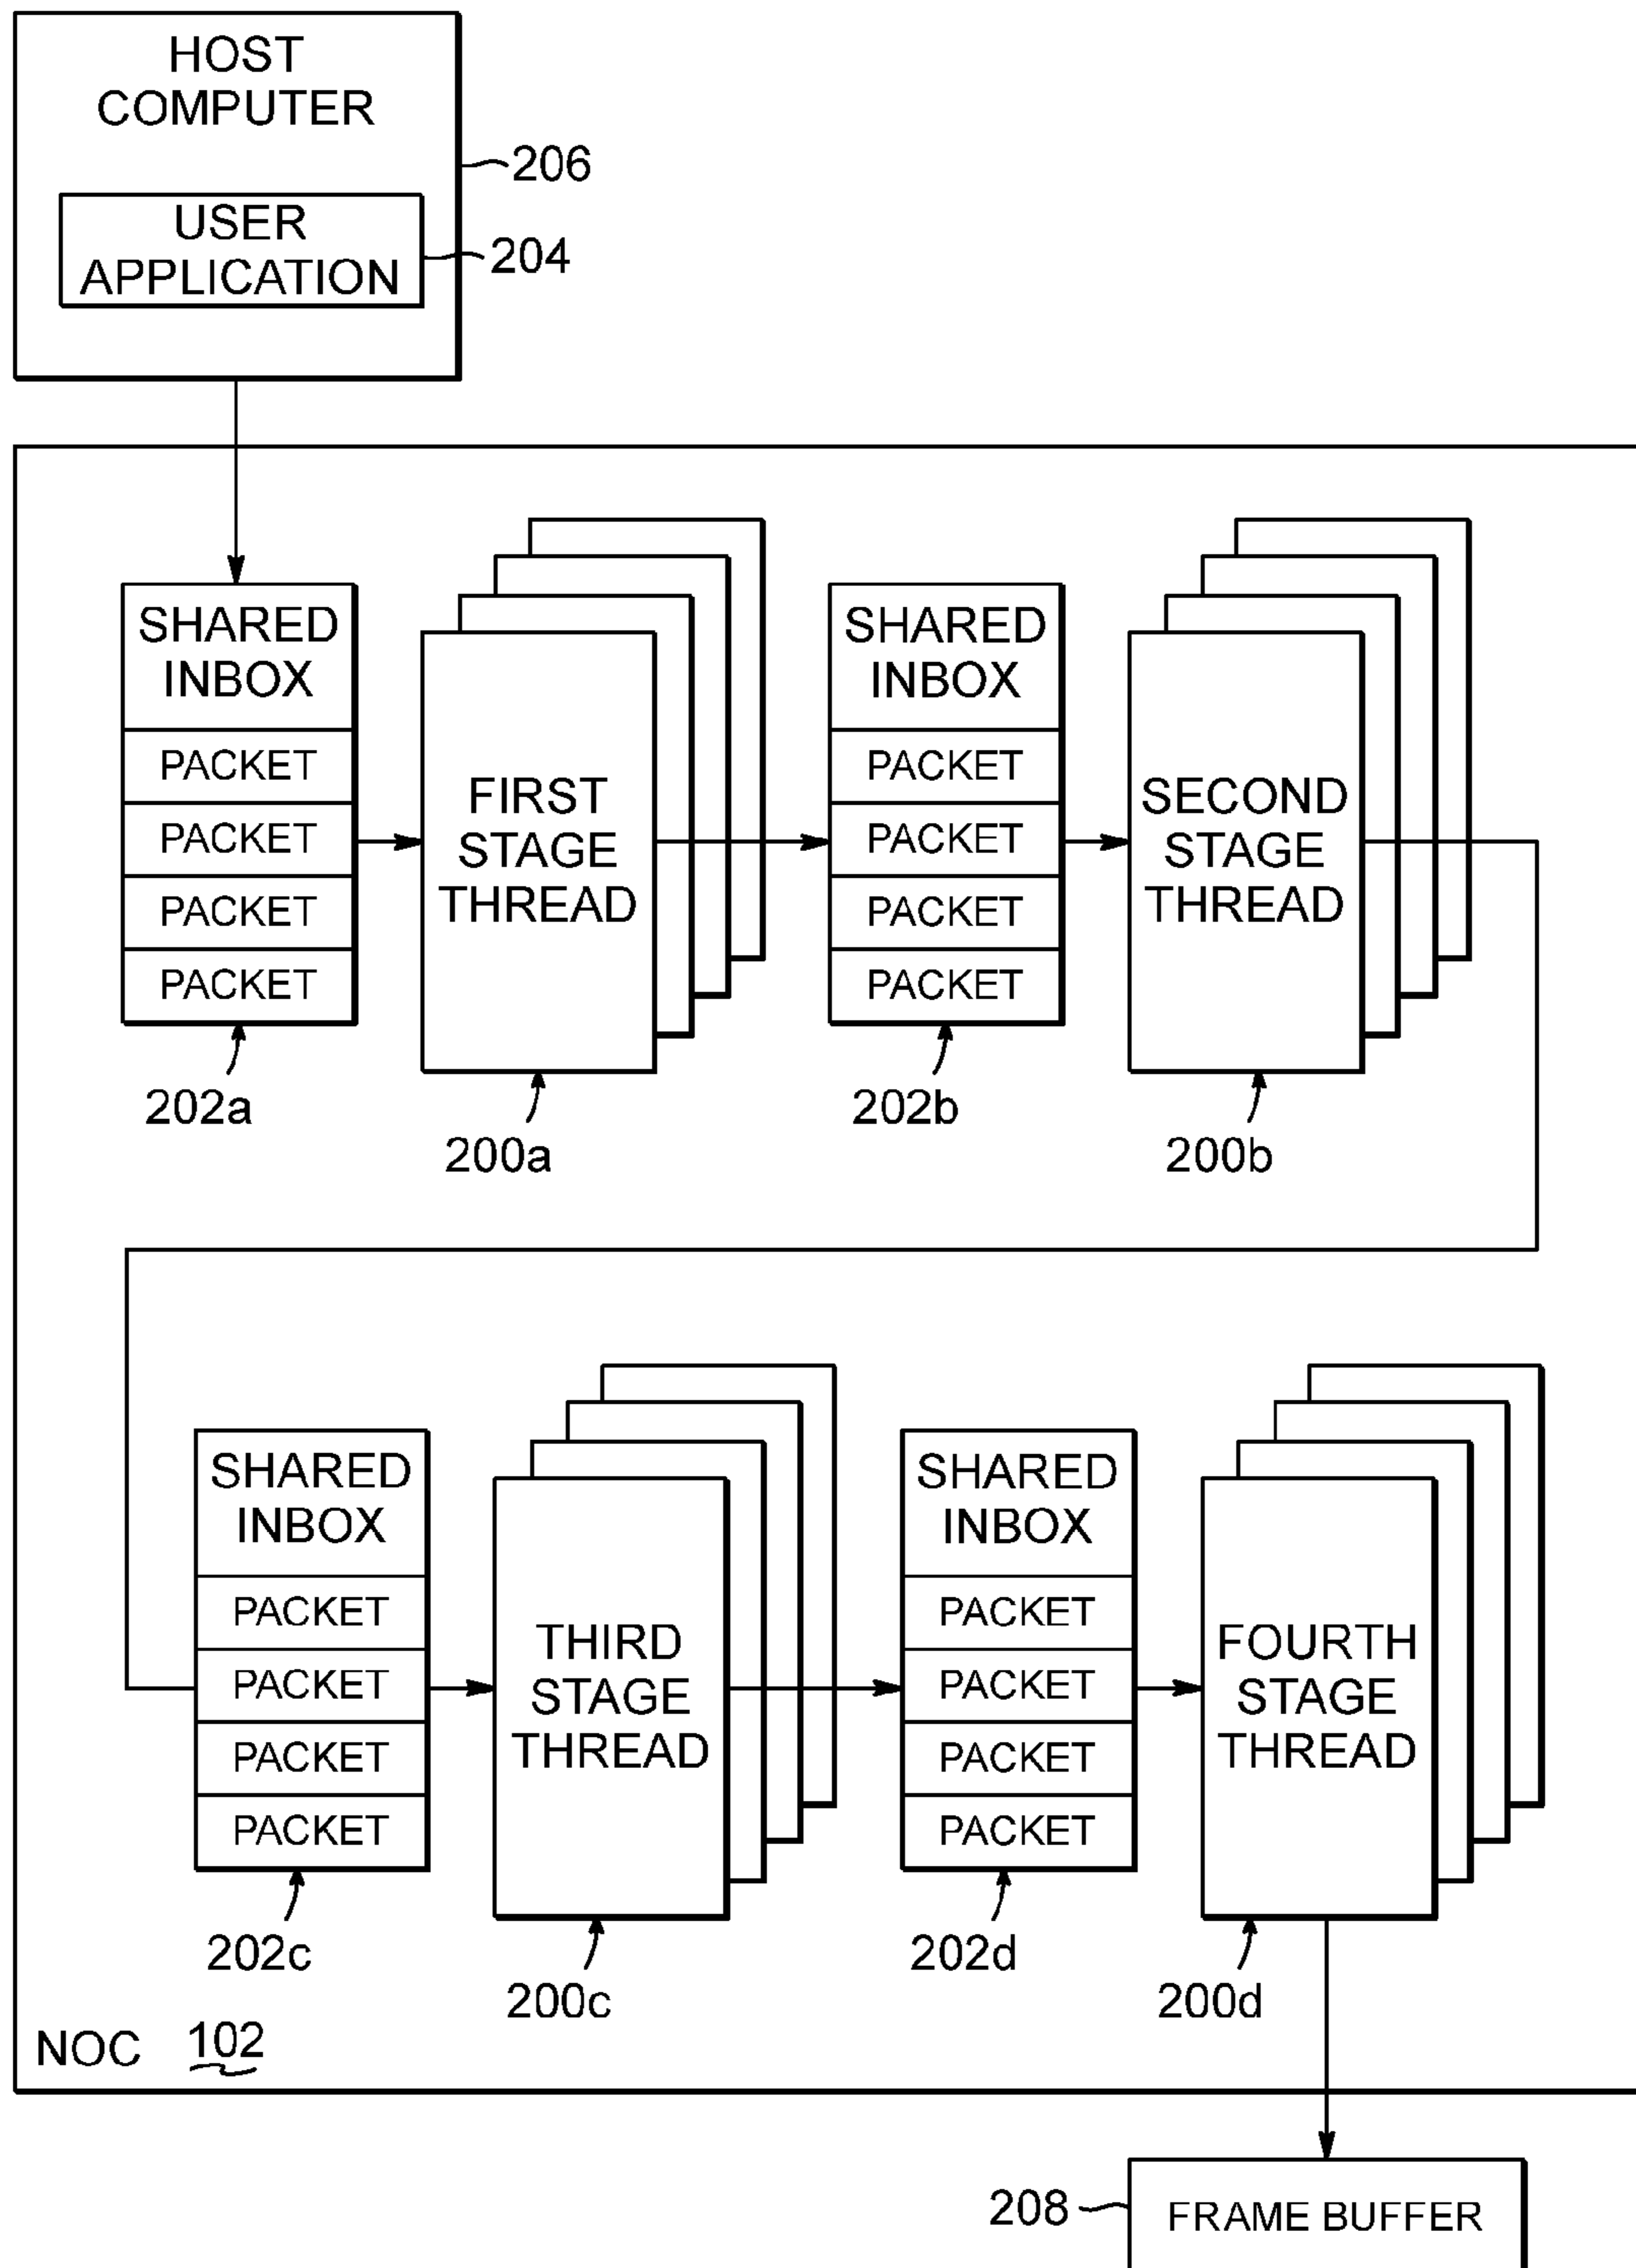 HOST
COMPUTER
206
USER
APPLICATION
204
SHARED
INBOX
PACKET
PACKET
PACKET
PACKET
202a
FIRST
STAGE
THREAD
200a
SHARED
INBOX
PACKET
PACKET
PACKET
PACKET
202b
SECOND
STAGE
THREAD
200b
SHARED
INBOX
PACKET
PACKET
PACKET
PACKET
202c
THIRD
STAGE
THREAD
200c
SHARED
INBOX
PACKET
PACKET
PACKET
PACKET
202d
FOURTH
STAGE
THREAD
200d
NOC 102
208
FRAME BUFFER